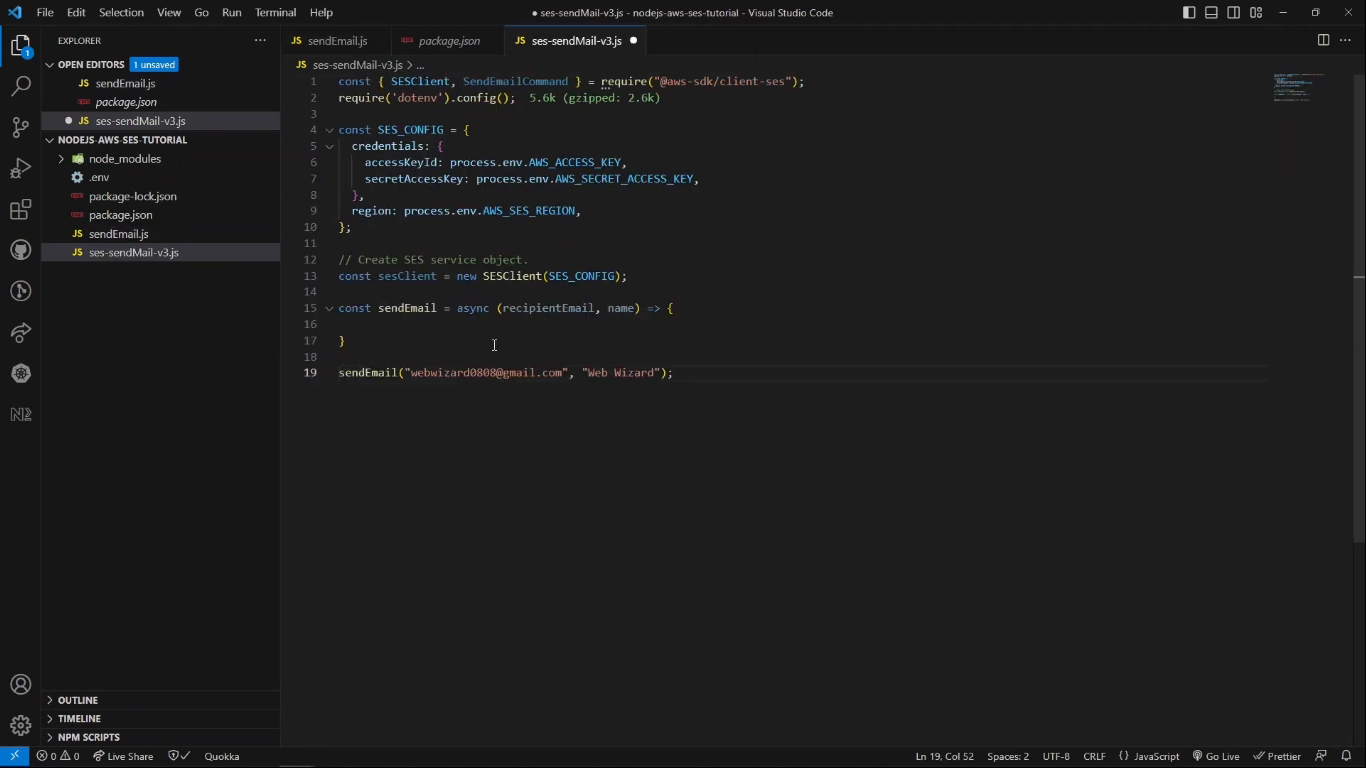 File Edit Selection View Go Run Terminal Help
● ses-sendMail-v3.js - nodejs-aws-ses-tutorial - Visual Studio Code
EXPLORER
OPEN EDITORS 1 unsaved
JS sendEmail.js
package.json
● JS ses-sendMail-v3.js
NODEJS-AWS-SES-TUTORIAL
node_modules
.env
package-lock.json
package.json
JS sendEmail.js
JS ses-sendMail-v3.js
OUTLINE
TIMELINE
NPM SCRIPTS
1
JS sendEmail.js package.json JS ses-sendMail-v3.js ●
JS ses-sendMail-v3.js > ...
1 const { SESClient, SendEmailCommand } = require("@aws-sdk/client-ses");
2 require('dotenv').config(); 5.6k (gzipped: 2.6k)
3
4 const SES_CONFIG = {
5 credentials: {
6 accessKeyId: process.env.AWS_ACCESS_KEY,
7 secretAccessKey: process.env.AWS_SECRET_ACCESS_KEY,
8 },
9 region: process.env.AWS_SES_REGION,
10 };
11
12 // Create SES service object.
13 const sesClient = new SESClient(SES_CONFIG);
14
15 const sendEmail = async (recipientEmail, name) => {
16
17 }
18
19 sendEmail("webwizard0808@gmail.com", "Web Wizard");
0 0 Live Share Quokka Ln 19, Col 52 Spaces: 2 UTF-8 CRLF {} JavaScript Go Live Prettier